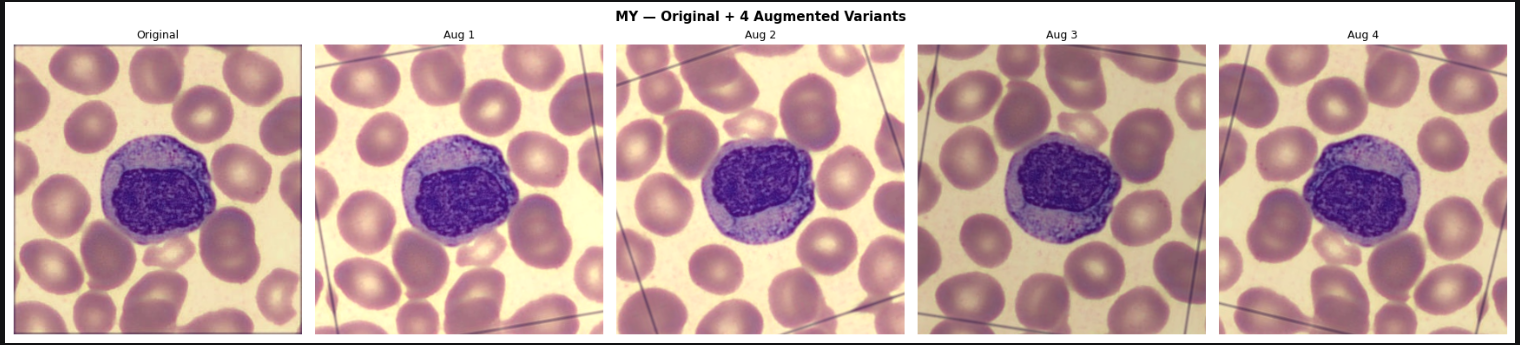 MY — Original + 4 Augmented Variants
Original
Aug 1
Aug 2
Aug 3
Aug 4